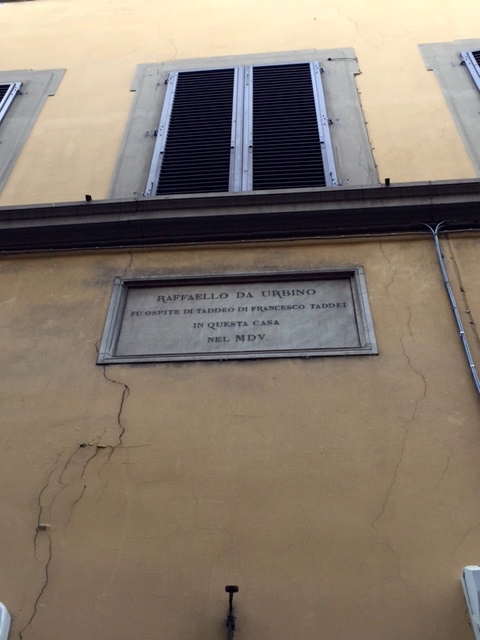 RAFFAELLO DA URBINO
FU OSPITE DI TADDEO DI FRANCESCO TADDEI
IN QUESTA CASA
NEL MDV.